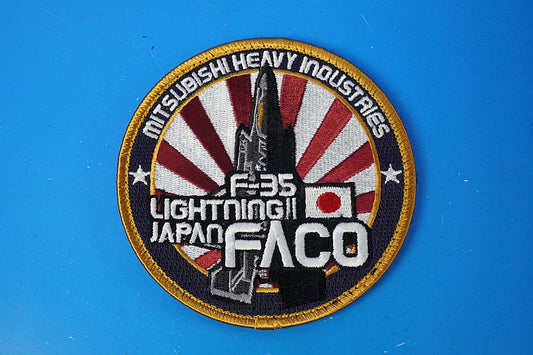 MITSUBISHI HEAVY INDUSTRIES
F-35
LIGHTNING II
JAPAN FACO